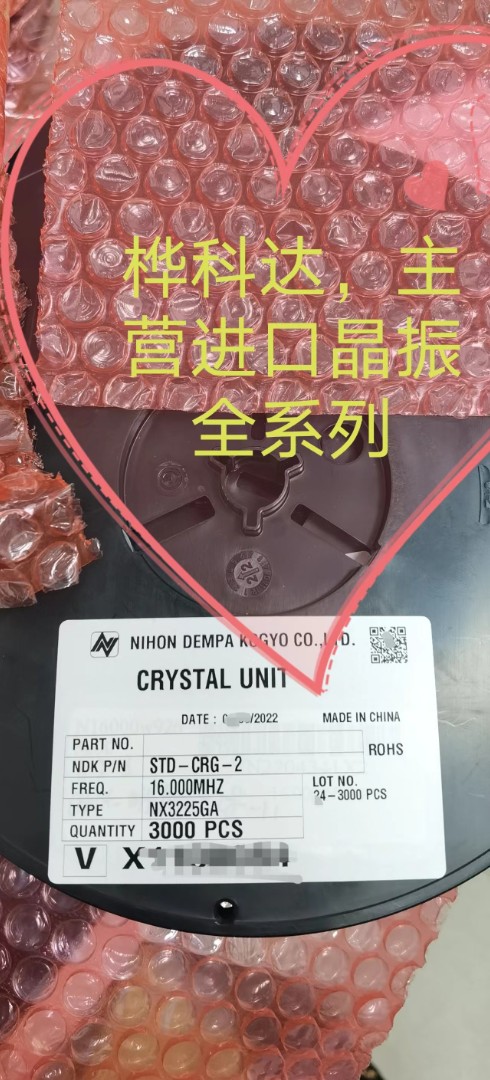 桦科达，主
营进口晶振
全系列
NIHON DEMPA KOGYO CO.,LTD.
CRYSTAL UNIT
DATE : /2022 MADE IN CHINA
PART NO.
ROHS
NDK P/N STD-CRG-2
FREQ. 16.000MHZ
LOT NO.
24-3000 PCS
TYPE NX3225GA
QUANTITY 3000 PCS
V X